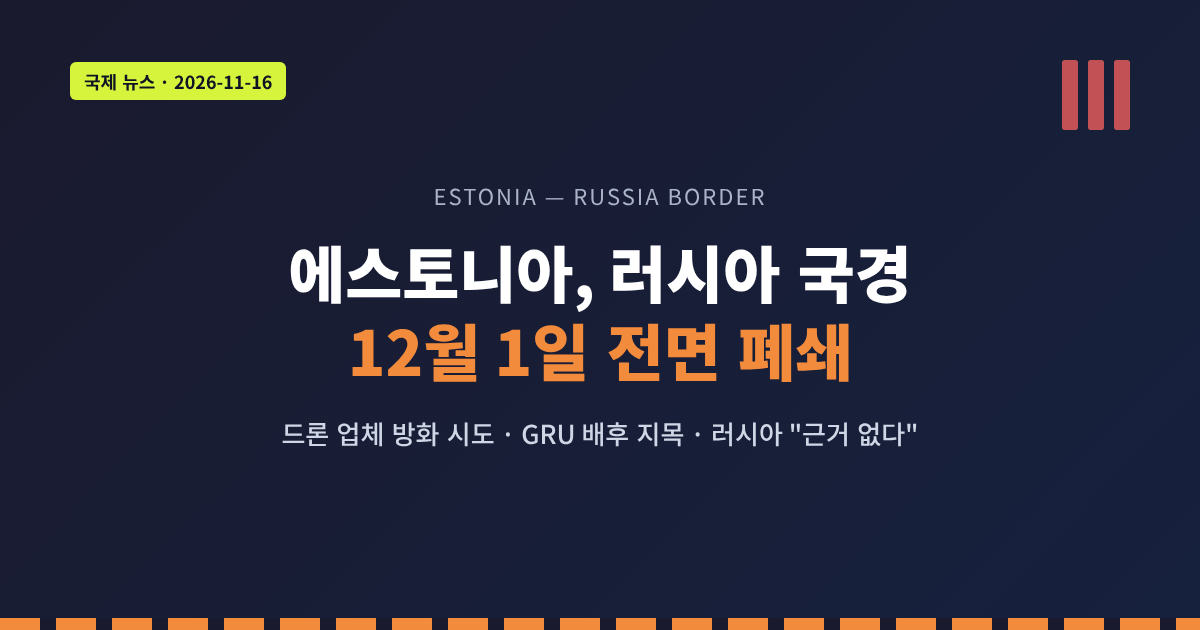 국제 뉴스 · 2026-11-16
ESTONIA — RUSSIA BORDER
에스토니아, 러시아 국경
12월 1일 전면 폐쇄
드론 업체 방화 시도 · GRU 배후 지목 · 러시아 "근거 없다"